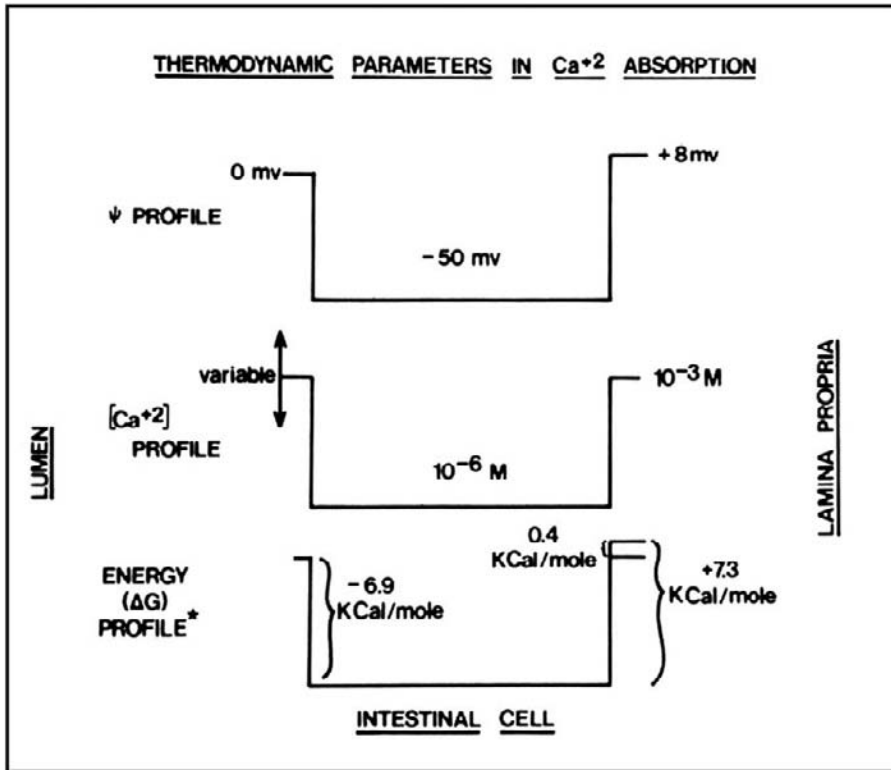 THERMODYNAMIC PARAMETERS IN Ca+2 ABSORPTION
0 mv
+8mv
ψ PROFILE
-50 mv
variable
10-3 M
[Ca+2]
PROFILE
10-6 M
LUMEN
LAMINA PROPRIA
0.4
KCal/mole
ENERGY
(ΔG)
PROFILE*
-6.9
KCal/mole
+7.3
KCal/mole
INTESTINAL CELL